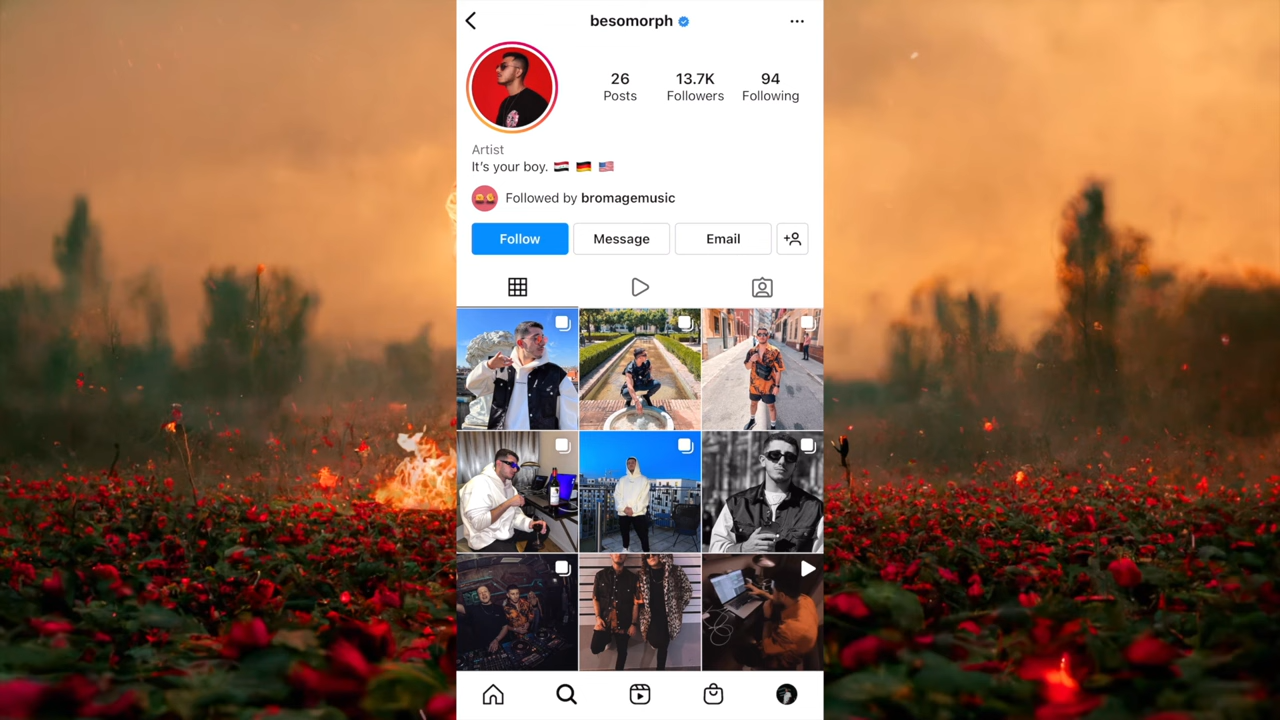 besomorph
26 13.7K 94
Posts Followers Following
Artist
It's your boy. 🇸🇾 🇩🇪 🇺🇸
Followed by bromagemusic
Follow Message Email